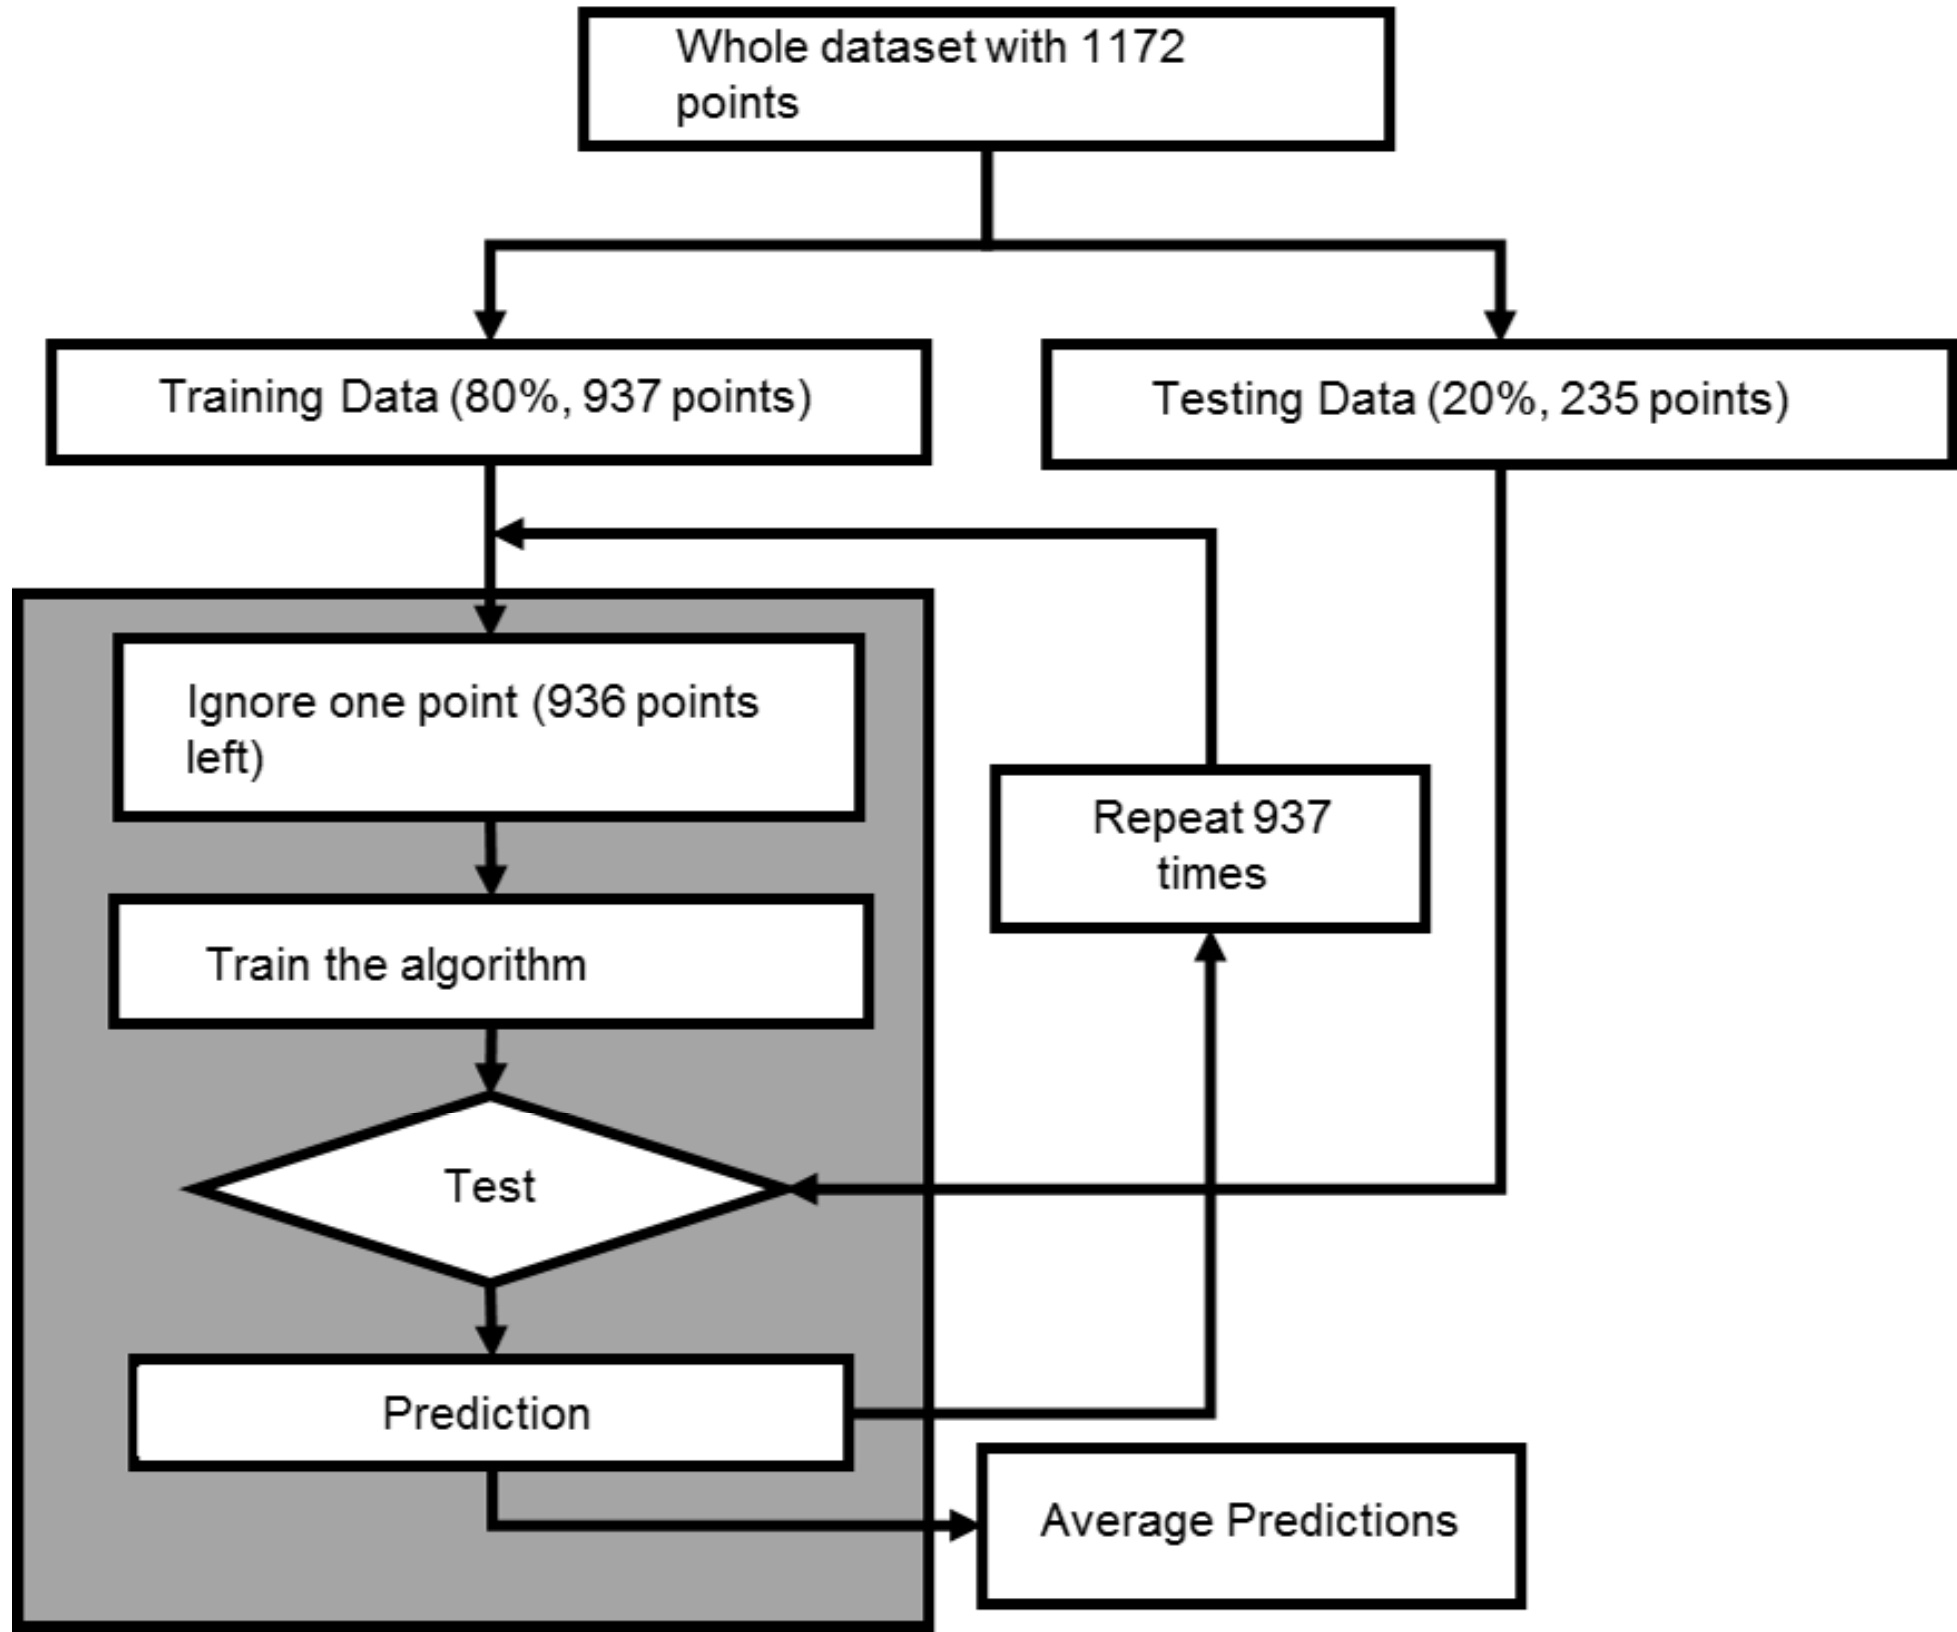 Whole dataset with 1172
points
Training Data (80%, 937 points)
Testing Data (20%, 235 points)
Ignore one point (936 points
left)
Repeat 937
times
Train the algorithm
Test
Prediction
Average Predictions